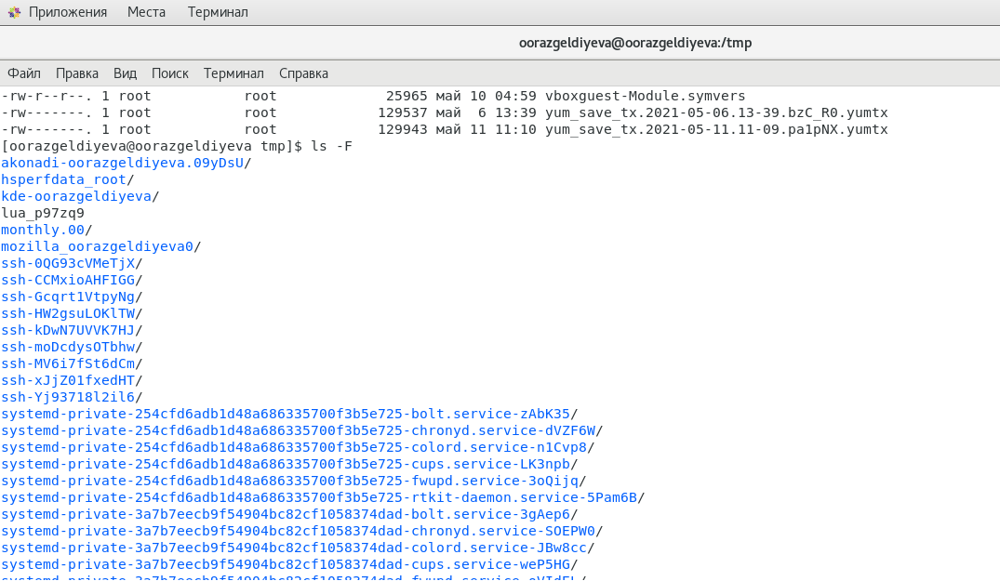 Приложения Места Терминал
oorazgeldiyeva@oorazgeldiyeva:/tmp
Файл Правка Вид Поиск Терминал Справка
-rw-r--r--. 1 root root 25965 май 10 04:59 vboxguest-Module.symvers
-rw-------. 1 root root 129537 май 6 13:39 yum_save_tx.2021-05-06.13-39.bzC_R0.yumtx
-rw-------. 1 root root 129943 май 11 11:10 yum_save_tx.2021-05-11.11-09.pa1pNX.yumtx
[oorazgeldiyeva@oorazgeldiyeva tmp]$ ls -F
akonadi-oorazgeldiyeva.09yDsU/
hsperfdata_root/
kde-oorazgeldiyeva/
lua_p97zq9
monthly.00/
mozilla_oorazgeldiyeva0/
ssh-0QG93cVMeTjX/
ssh-CCMxioAHFIGG/
ssh-Gcqrt1VtpyNg/
ssh-HW2gsuLOKlTW/
ssh-kDwN7UVVK7HJ/
ssh-moDcdysOTbhw/
ssh-MV6i7fSt6dCm/
ssh-xJjZ01fxedHT/
ssh-Yj93718l2il6/
systemd-private-254cfd6adb1d48a686335700f3b5e725-bolt.service-zAbK35/
systemd-private-254cfd6adb1d48a686335700f3b5e725-chronyd.service-dVZF6W/
systemd-private-254cfd6adb1d48a686335700f3b5e725-colord.service-n1Cvp8/
systemd-private-254cfd6adb1d48a686335700f3b5e725-cups.service-LK3npb/
systemd-private-254cfd6adb1d48a686335700f3b5e725-fwupd.service-3oQijq/
systemd-private-254cfd6adb1d48a686335700f3b5e725-rtkit-daemon.service-5Pam6B/
systemd-private-3a7b7eecb9f54904bc82cf1058374dad-bolt.service-3gAep6/
systemd-private-3a7b7eecb9f54904bc82cf1058374dad-chronyd.service-SOEPW0/
systemd-private-3a7b7eecb9f54904bc82cf1058374dad-colord.service-JBw8cc/
systemd-private-3a7b7eecb9f54904bc82cf1058374dad-cups.service-weP5HG/